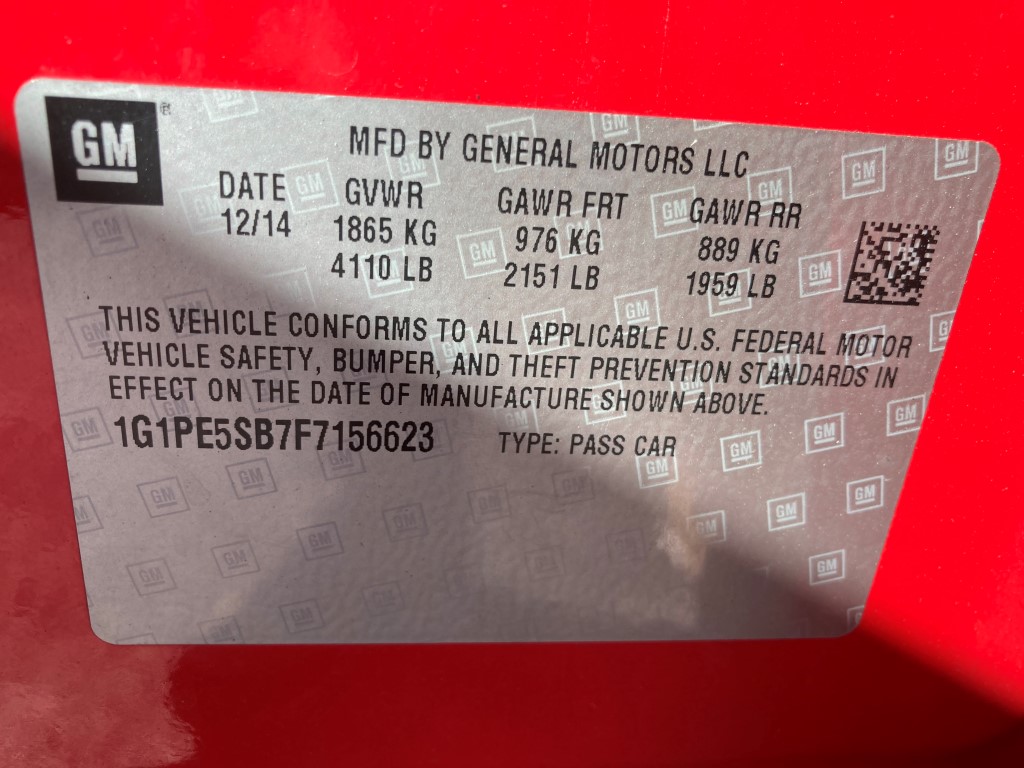 GM ®
MFD BY GENERAL MOTORS LLC
DATE GVWR GAWR FRT GAWR RR
12/14 1865 KG 976 KG 889 KG
4110 LB 2151 LB 1959 LB
THIS VEHICLE CONFORMS TO ALL APPLICABLE U.S. FEDERAL MOTOR
VEHICLE SAFETY, BUMPER, AND THEFT PREVENTION STANDARDS IN
EFFECT ON THE DATE OF MANUFACTURE SHOWN ABOVE.
1G1PE5SB7F7156623 TYPE: PASS CAR